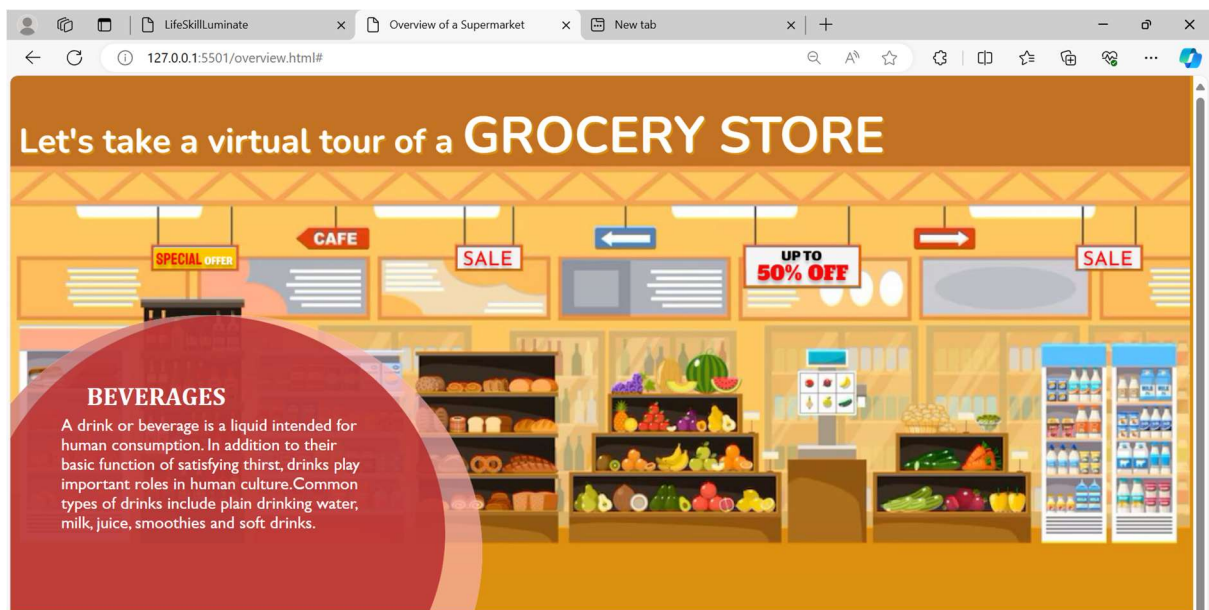 LifeSkillLuminate
Overview of a Supermarket
New tab
127.0.0.1:5501/overview.html#
Let's take a virtual tour of a GROCERY STORE
CAFE
SPECIAL OFFER
SALE
UP TO
50% OFF
SALE
BEVERAGES
A drink or beverage is a liquid intended for
human consumption. In addition to their
basic function of satisfying thirst, drinks play
important roles in human culture.Common
types of drinks include plain drinking water,
milk, juice, smoothies and soft drinks.